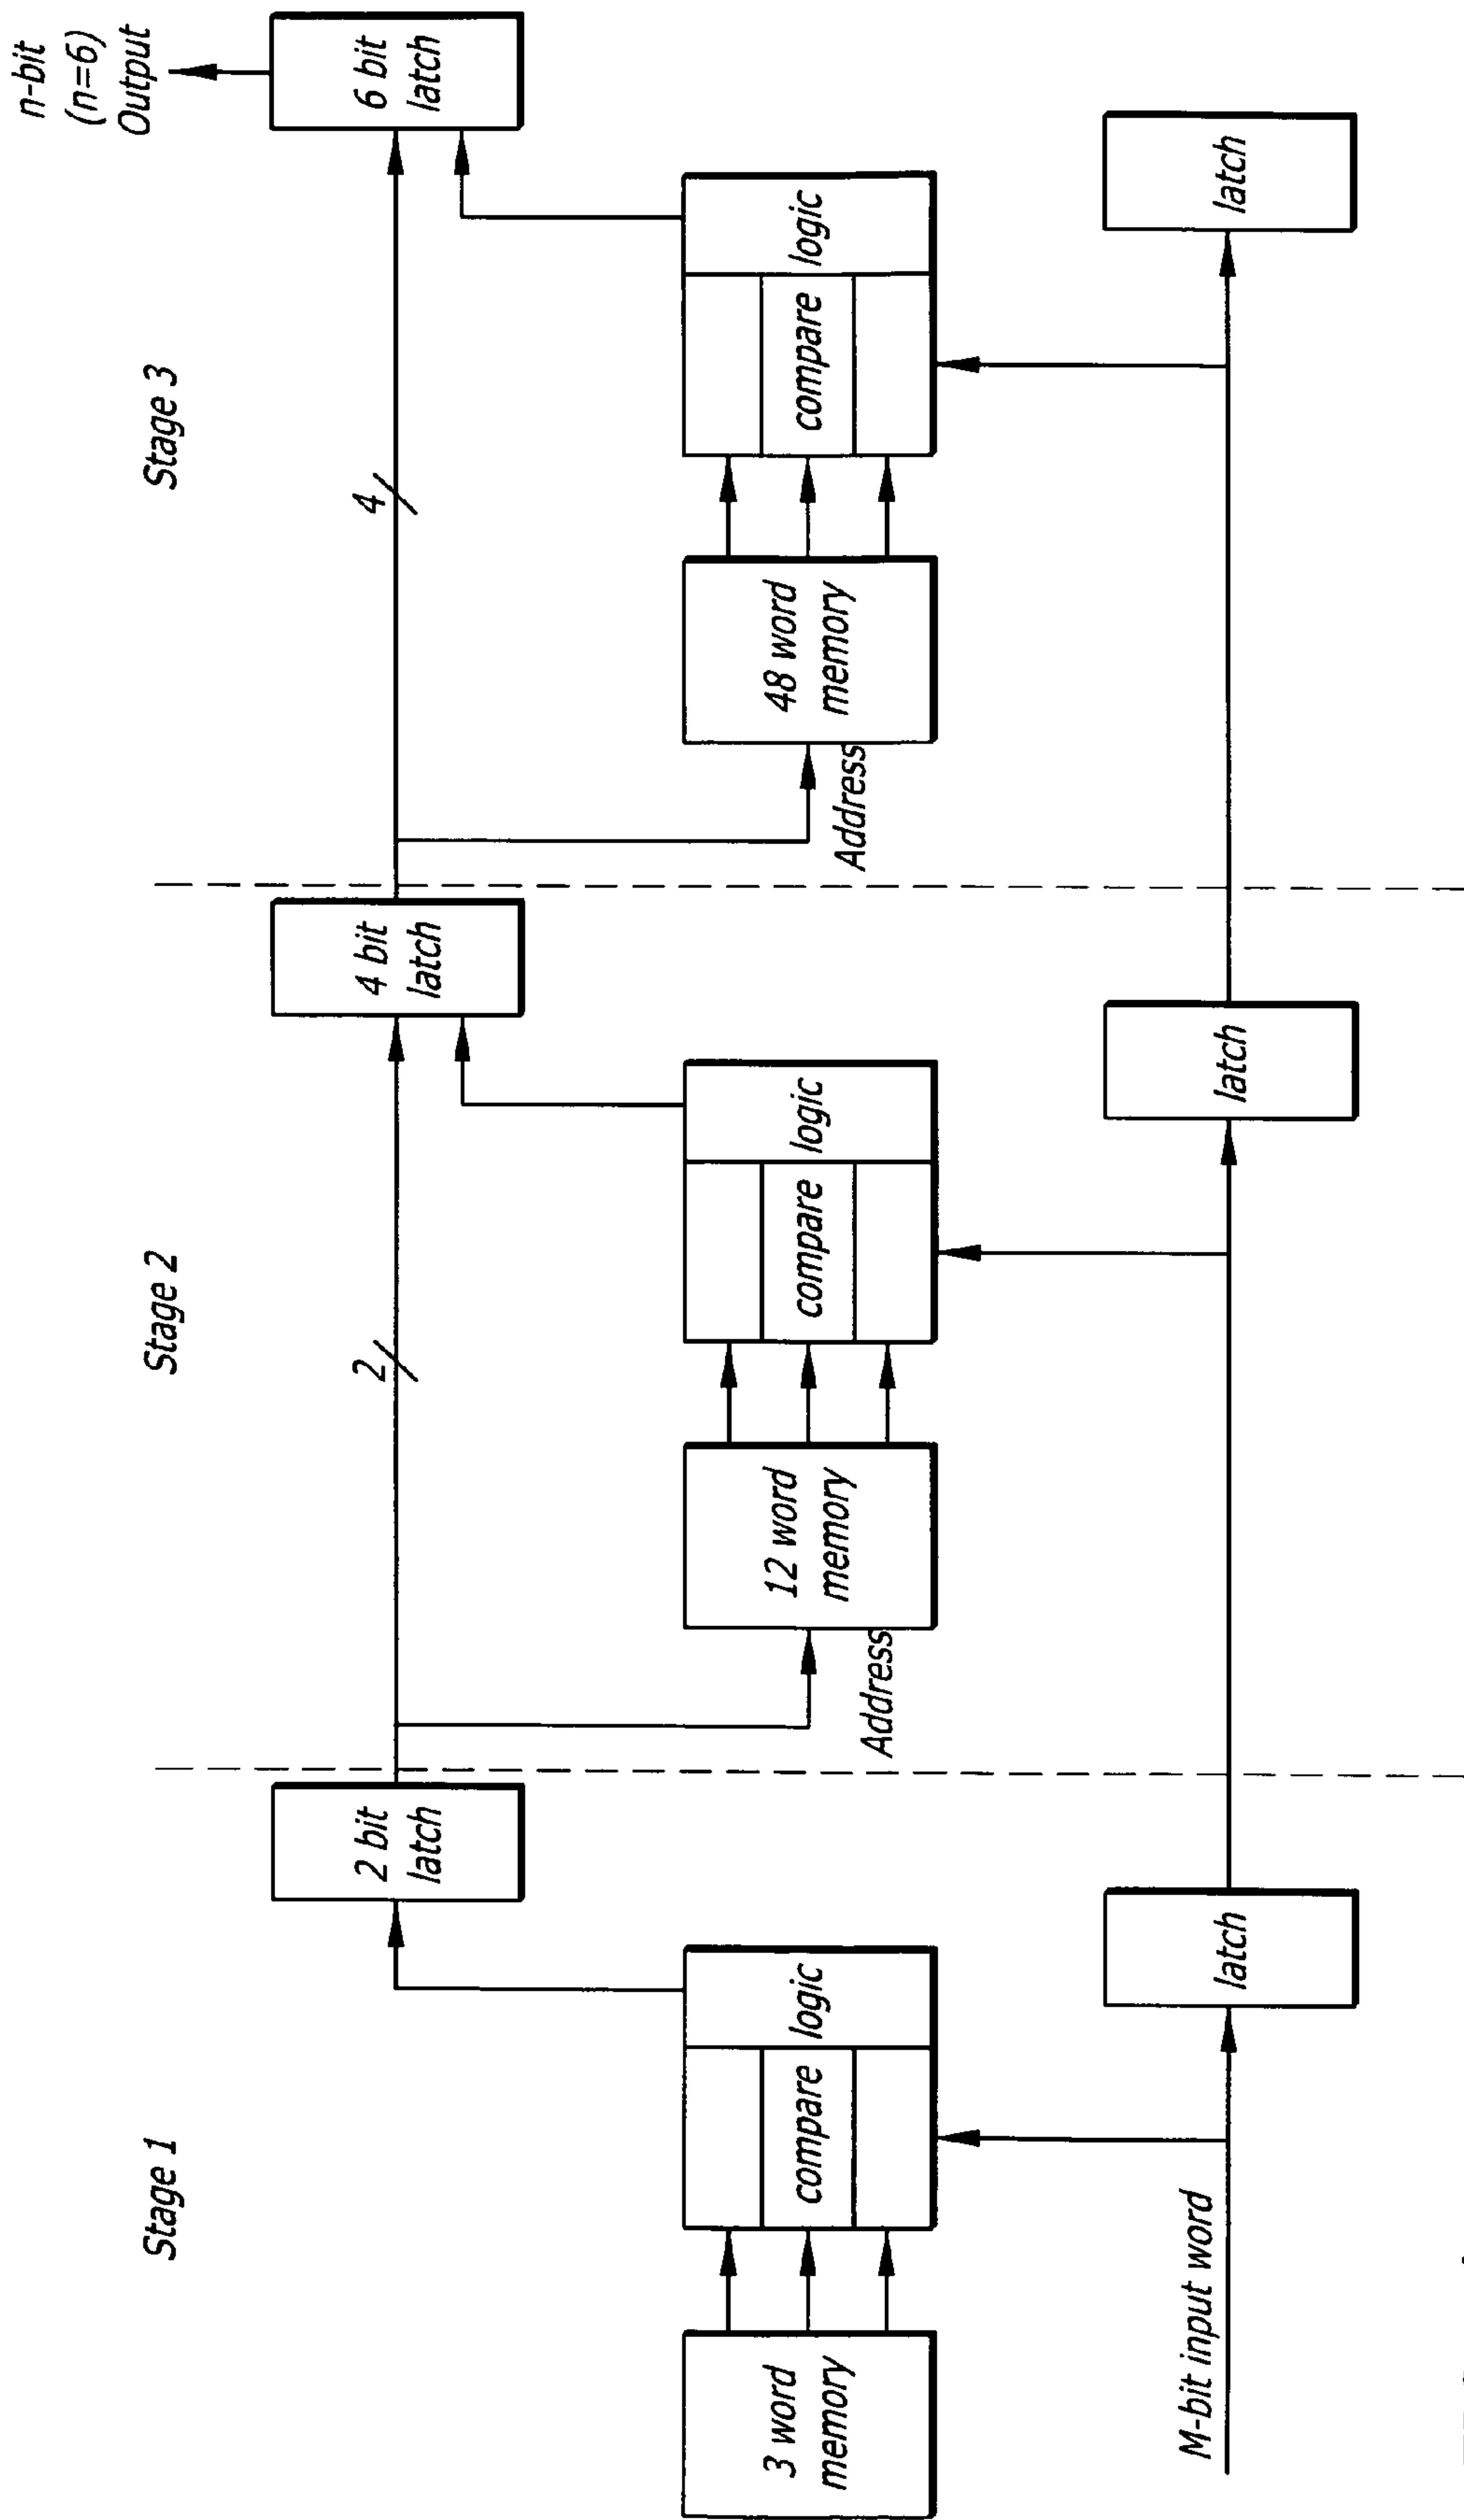 Stage 1
Stage 2
Stage 3
n-bit
(n=6)
Output
2 bit
latch
2
4 bit
latch
4
6 bit
latch
3 word
memory
compare
logic
Address
12 word
memory
compare
logic
Address
48 word
memory
compare
logic
M-bit input word
latch
latch
latch